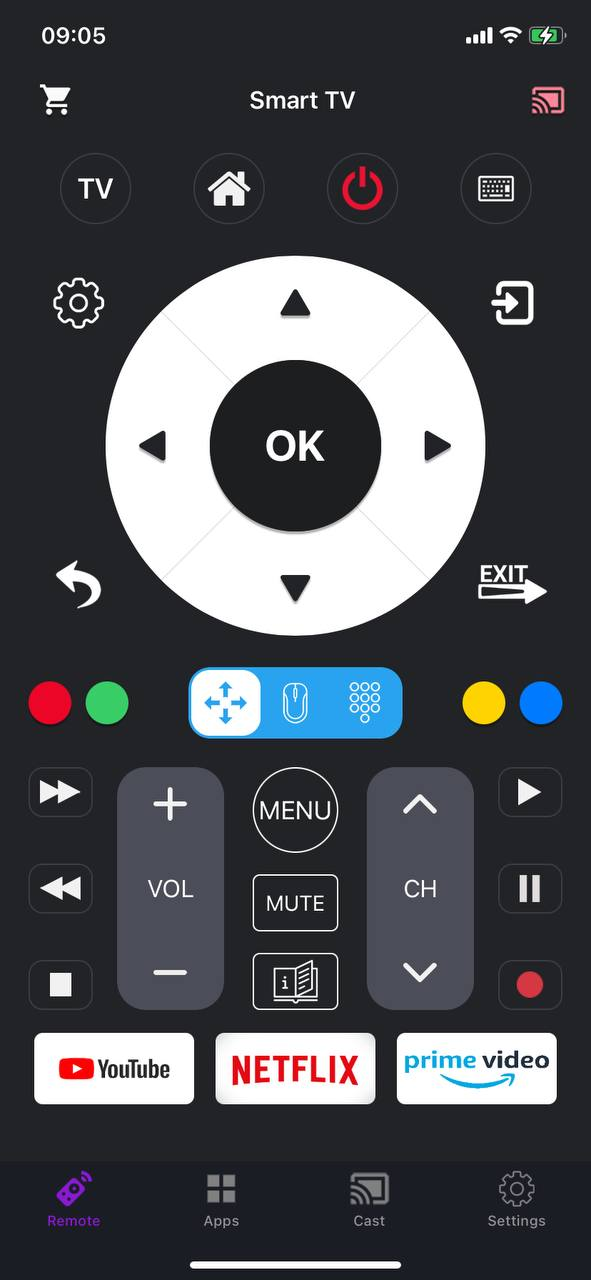 09:05
Smart TV
TV
OK
EXIT
MENU
VOL
MUTE
CH
i
YouTube
NETFLIX
prime video
Remote
Apps
Cast
Settings